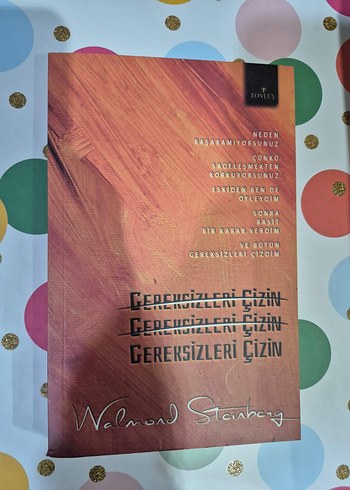 NEDEN
BAŞARAMIYORSUNUZ
ÇÜNKÜ
SADELEŞMEKTEN
KORKUYORSUNUZ
ESKİDEN BEN DE
ÖYLEYDİM
SONRA
BASİT
BİR KARAR VERDİM
VE BÜTÜN
GEREKSİZLERİ ÇİZDİM
GEREKSİZLERİ ÇİZİN
GEREKSİZLERİ ÇİZİN
GEREKSİZLERİ ÇİZİN
Walmond Steinberg